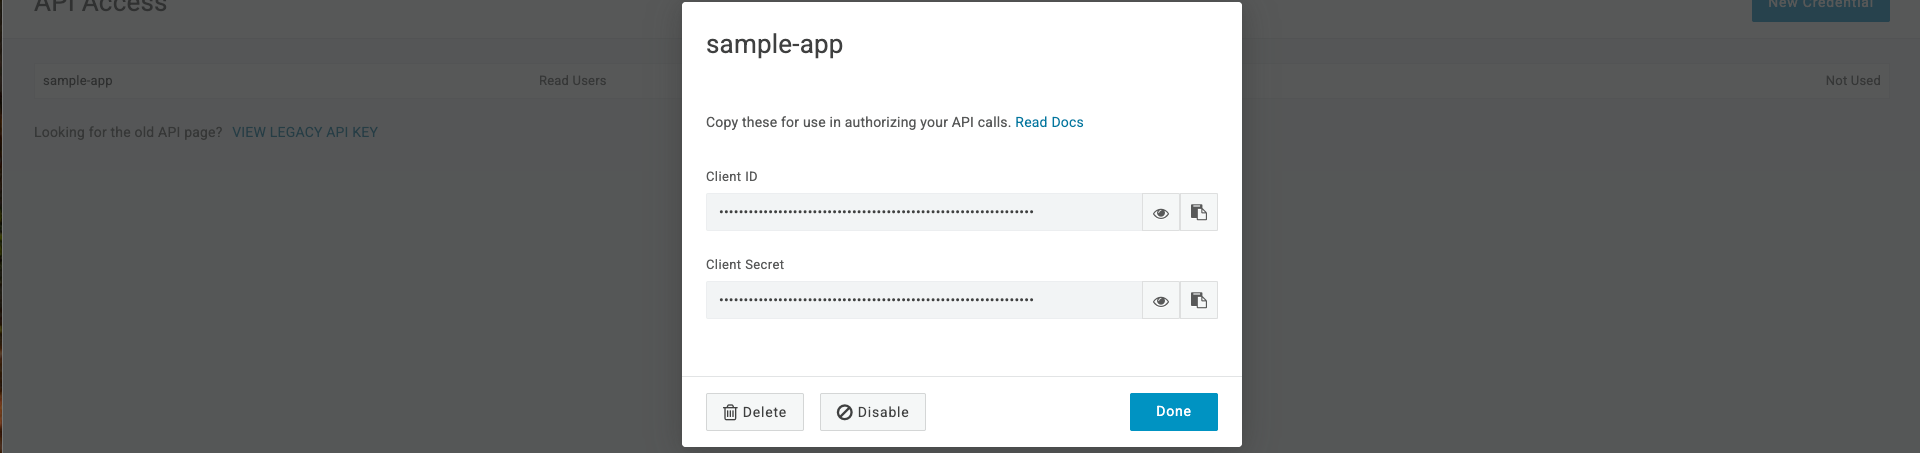 API Access
New Credential
sample-app
Read Users
Not Used
Looking for the old API page? VIEW LEGACY API KEY
sample-app
Copy these for use in authorizing your API calls. Read Docs
Client ID
••••••••••••••••••••••••••••••••••••••••••••••••••••••••••••••••
Client Secret
••••••••••••••••••••••••••••••••••••••••••••••••••••••••••••••••
Delete
Disable
Done